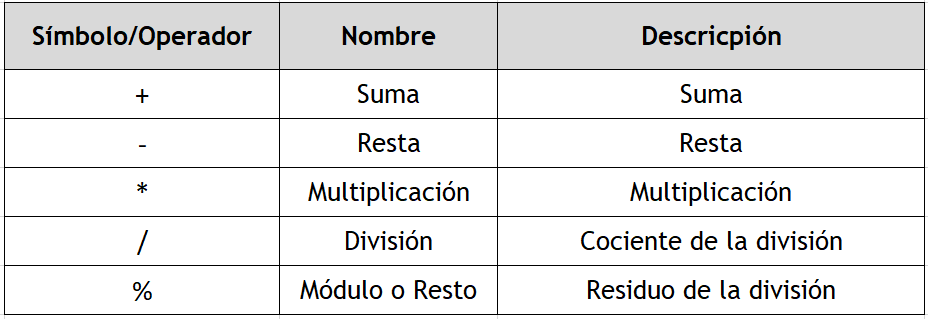 Símbolo/Operador Nombre Descricpión
+ Suma Suma
- Resta Resta
* Multiplicación Multiplicación
/ División Cociente de la división
% Módulo o Resto Residuo de la división